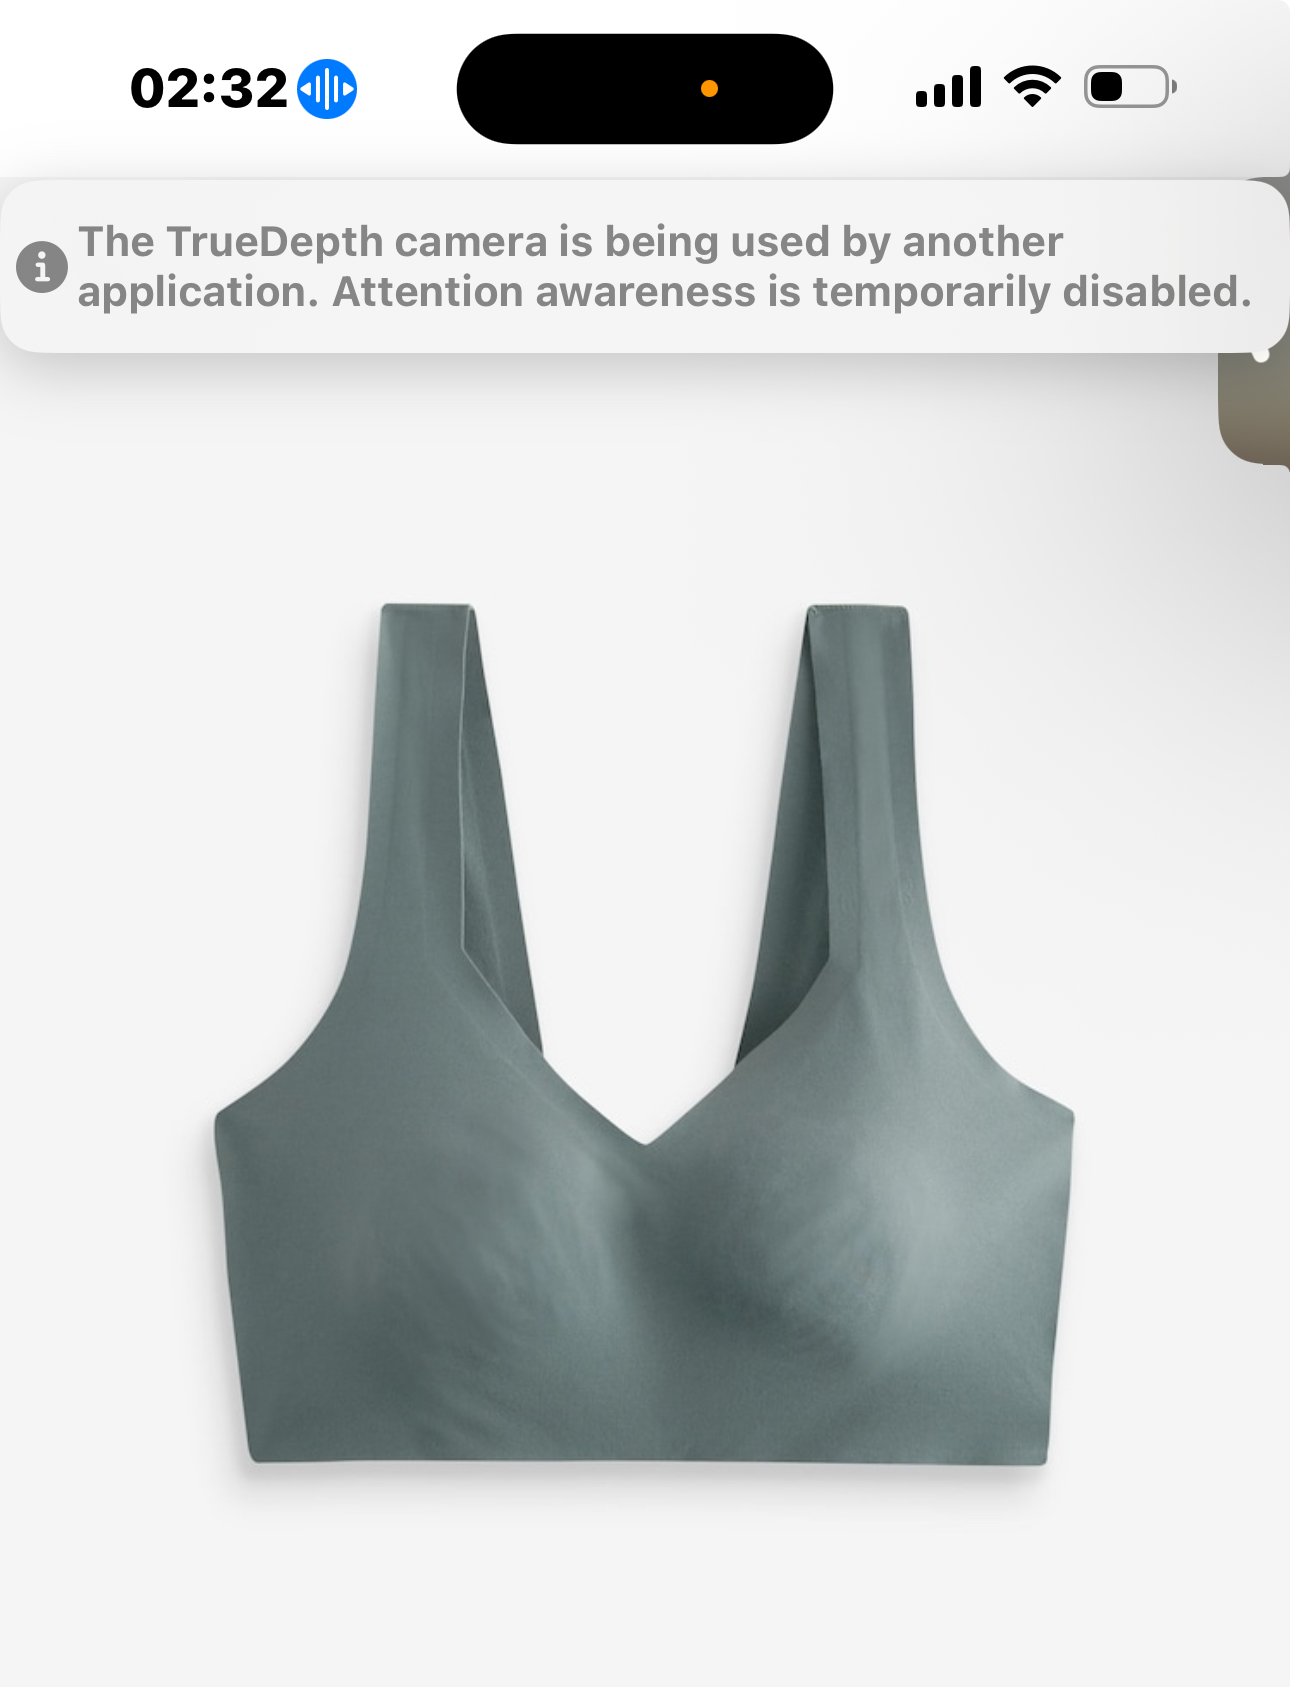 02:32
The TrueDepth camera is being used by another
application. Attention awareness is temporarily disabled.